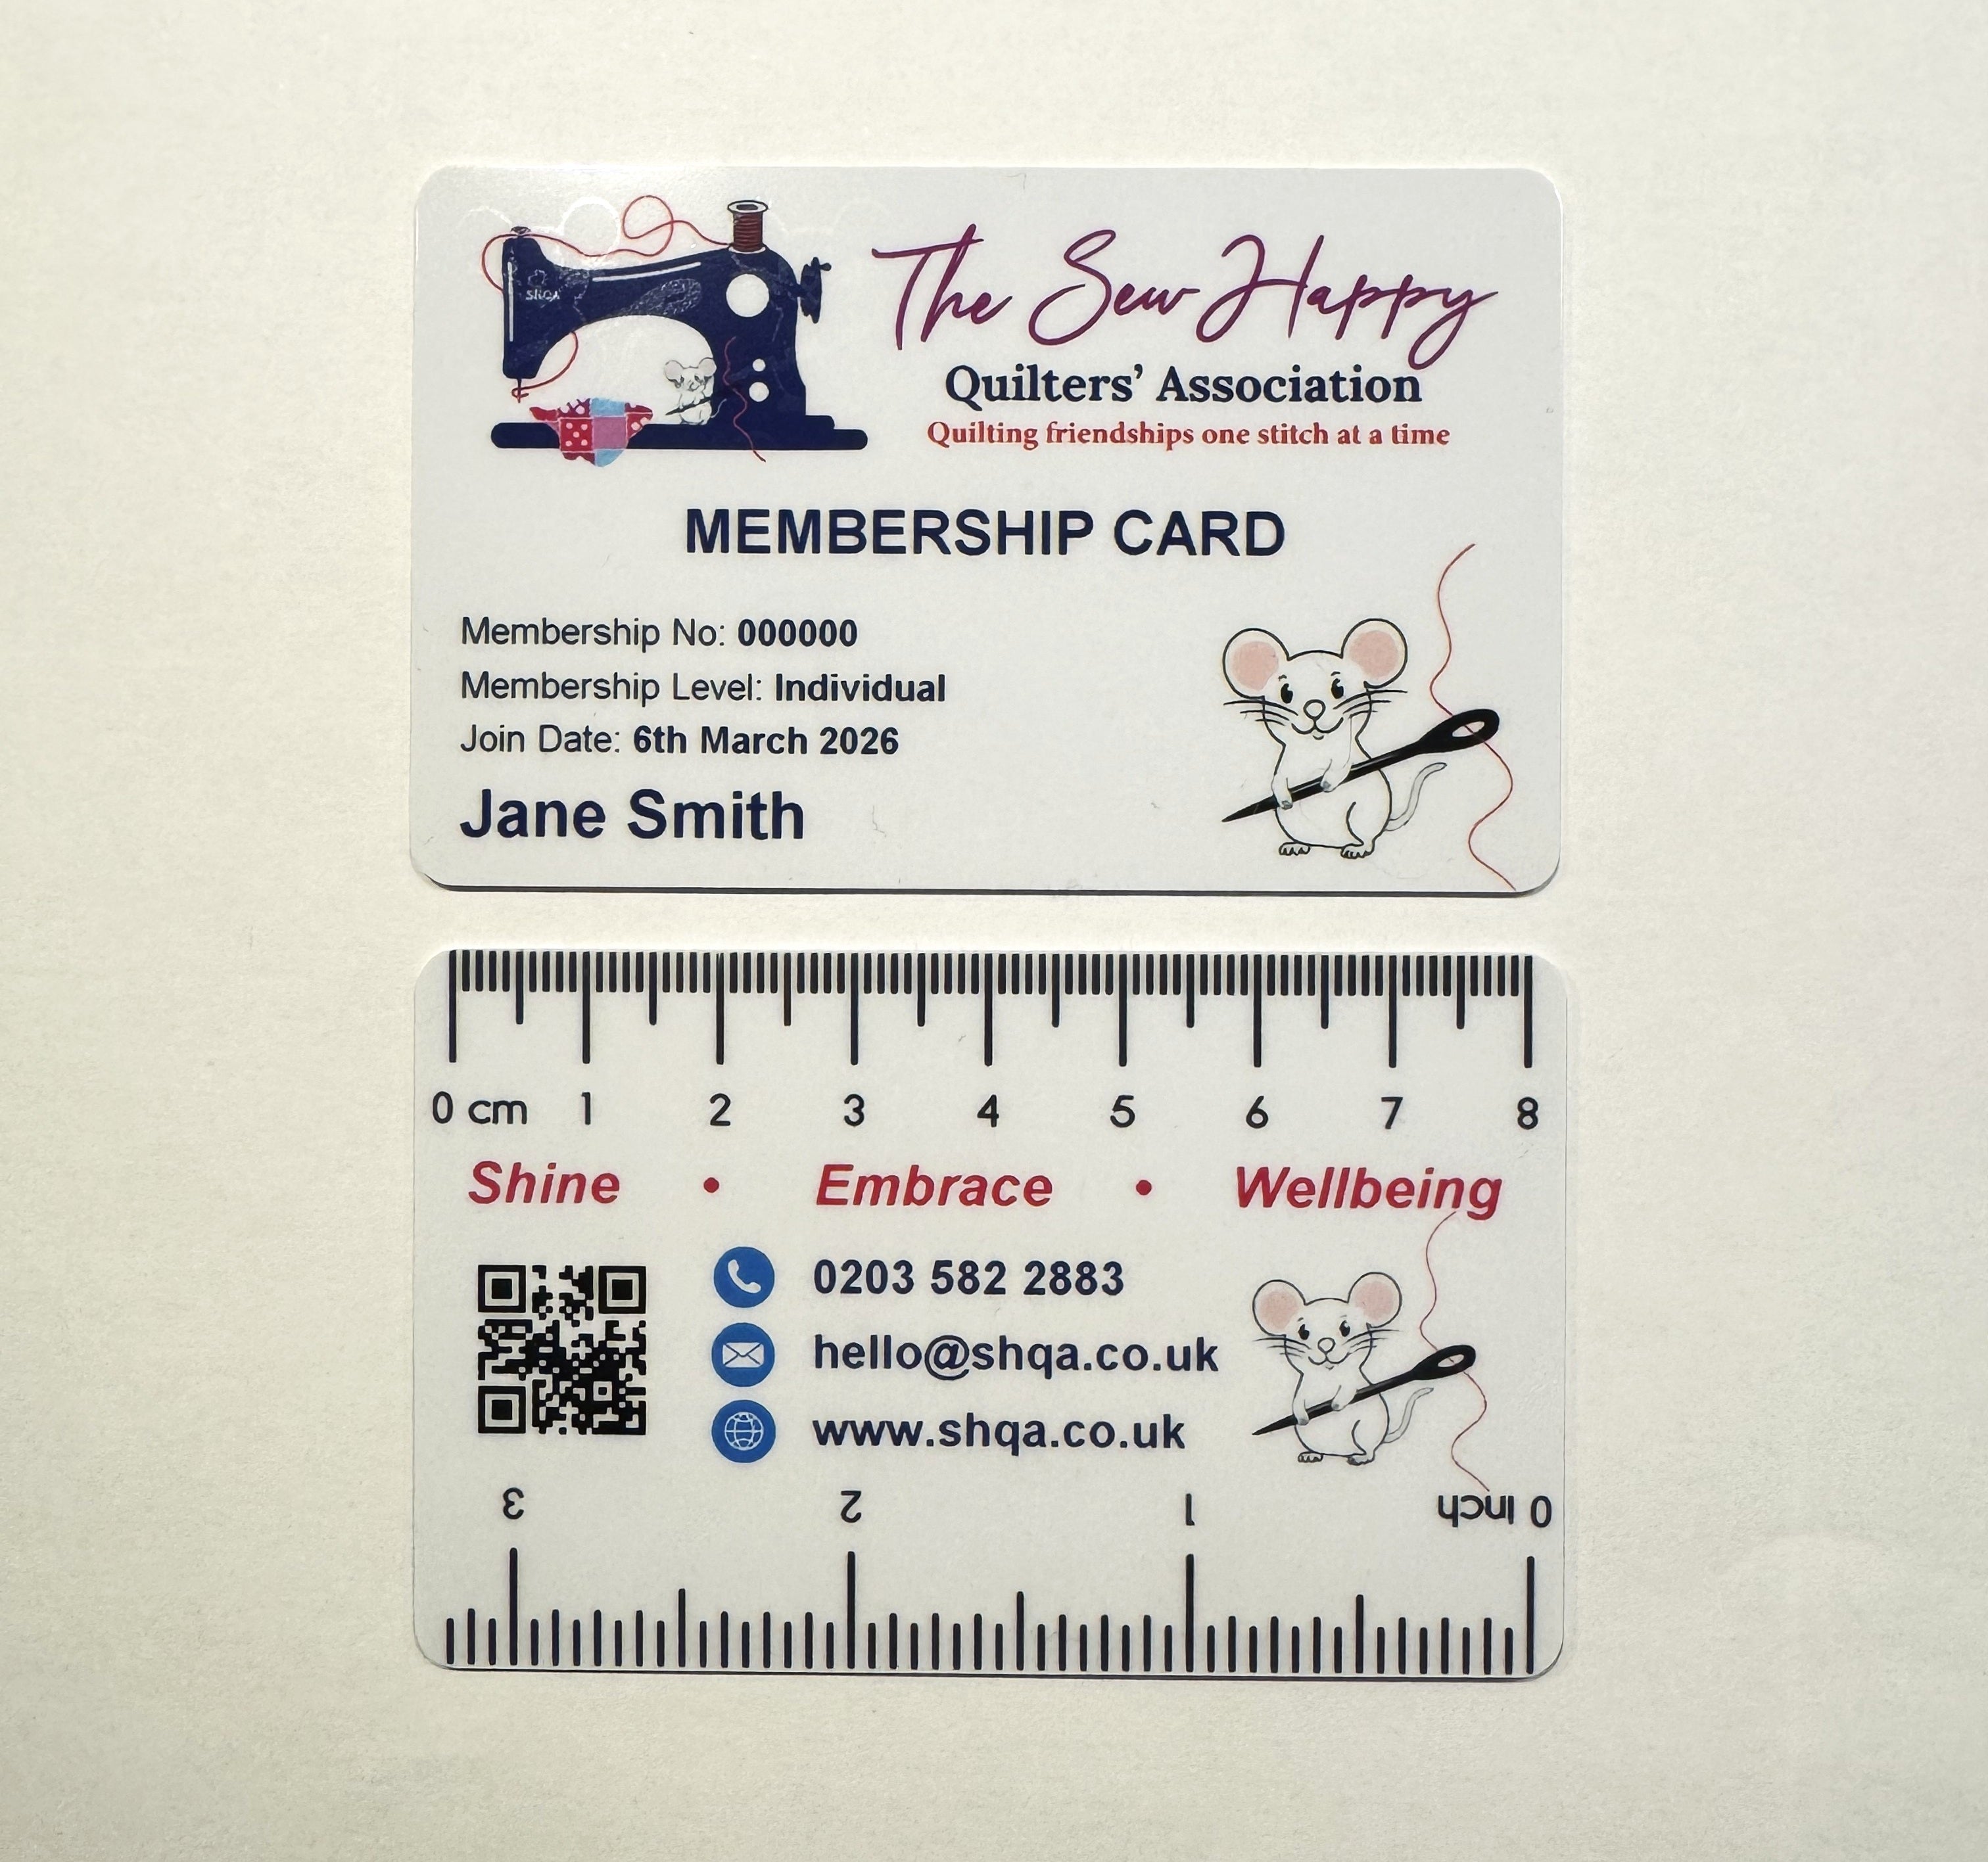 SHQA
The Sew Happy
Quilters' Association
Quilting friendships one stitch at a time
MEMBERSHIP CARD
Membership No: 000000
Membership Level: Individual
Join Date: 6th March 2026
Jane Smith
0 cm 1 2 3 4 5 6 7 8
Shine • Embrace • Wellbeing
0203 582 2883
hello@shqa.co.uk
www.shqa.co.uk
0 Inch 1 2 3